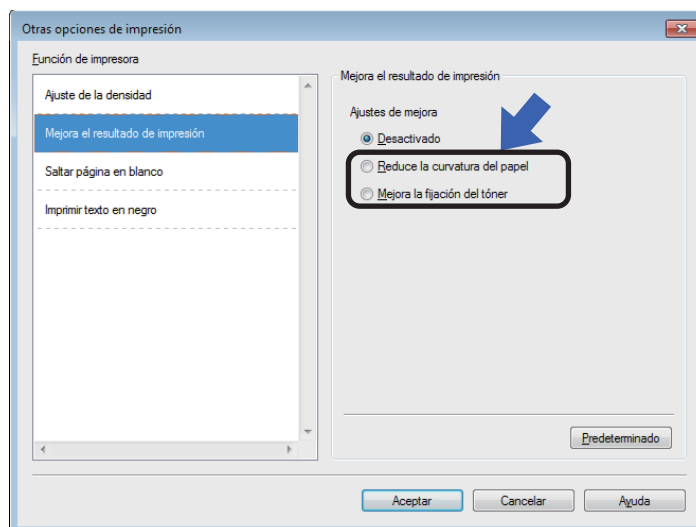 Otras opciones de impresión
Función de impresora
Ajuste de la densidad
Mejora el resultado de impresión
Saltar página en blanco
Imprimir texto en negro
Mejora el resultado de impresión
Ajustes de mejora
Desactivado
Reduce la curvatura del papel
Mejora la fijación del tóner
Predeterminado
Aceptar
Cancelar
Ayuda